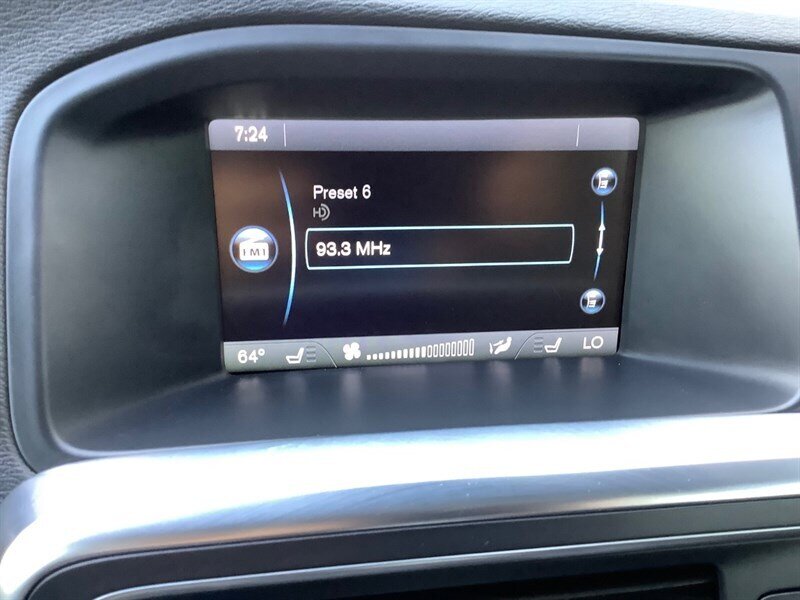 7:24
Preset 6
HD
FM1
93.3 MHz
64° LO